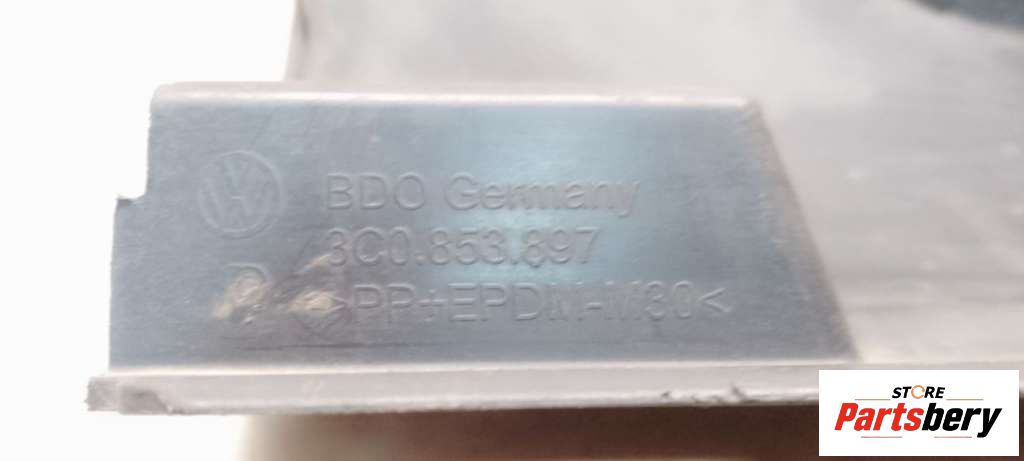 BDO Germany
3C0.853.897
>PP+EPDM-M30<
STORE
Partsbery